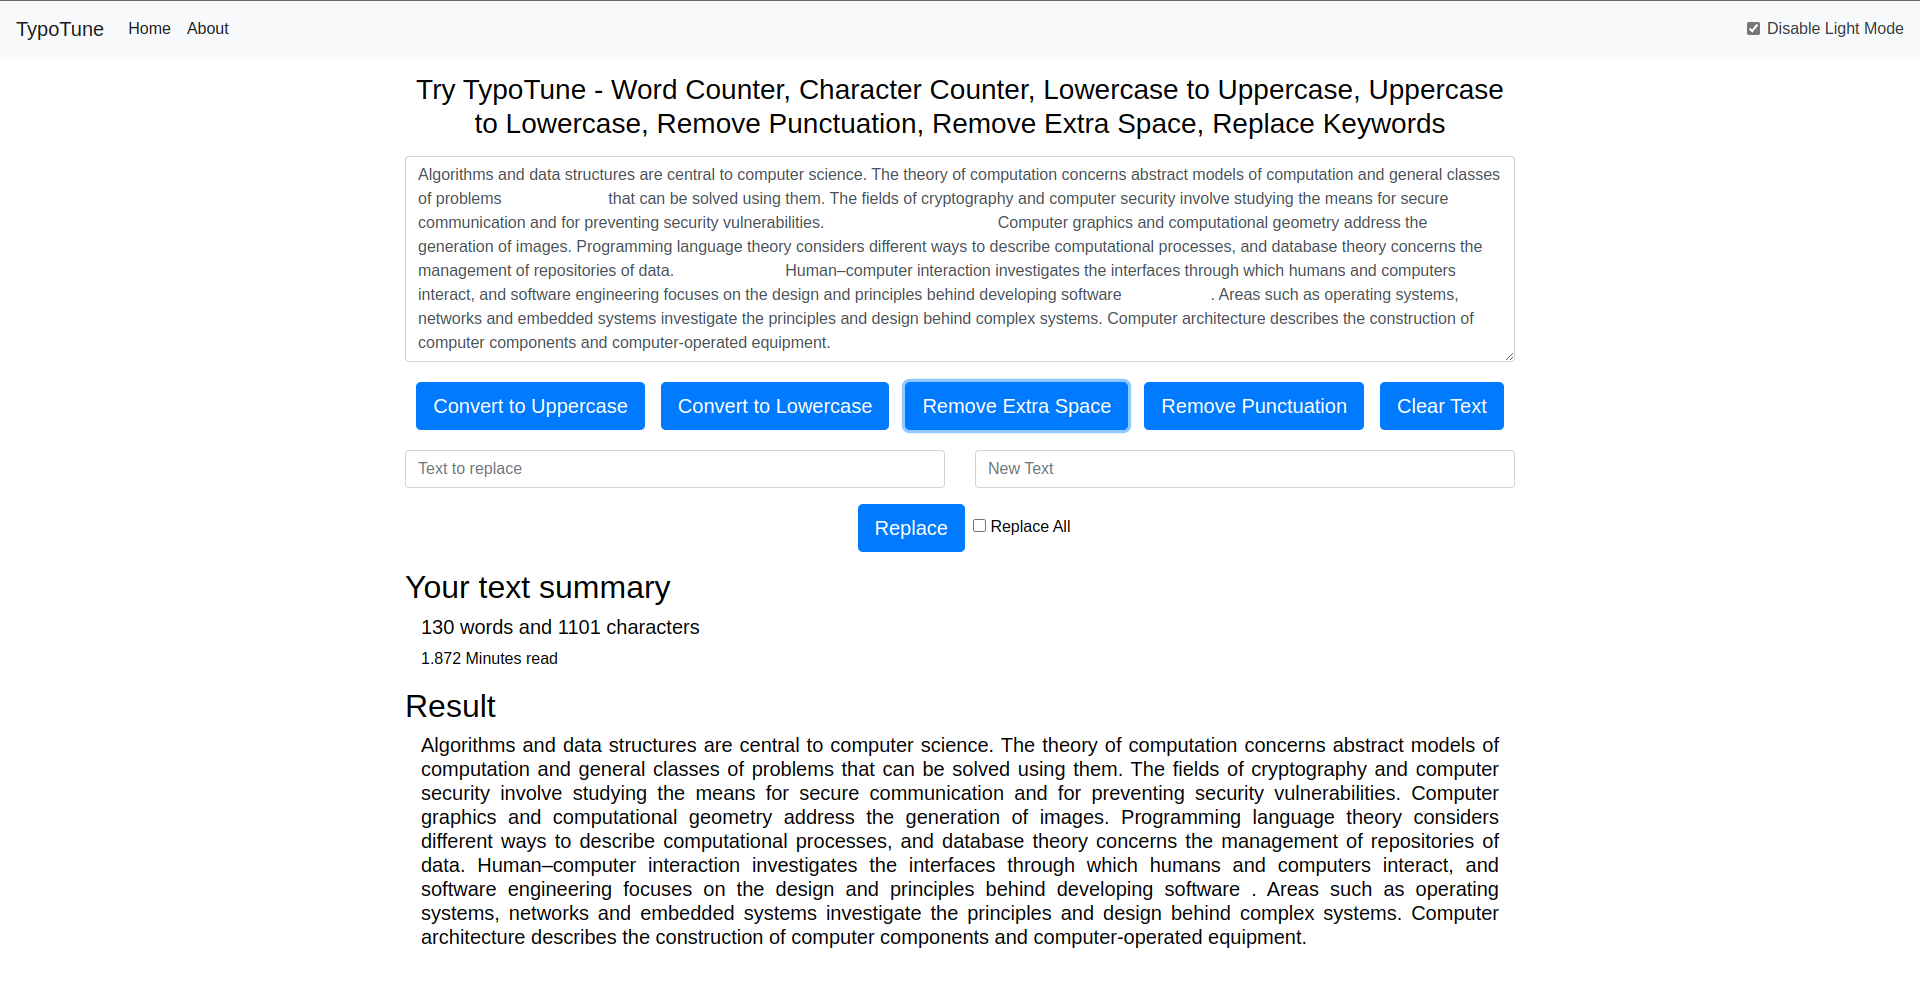 TypoTune Home About Disable Light Mode
Try TypoTune - Word Counter, Character Counter, Lowercase to Uppercase, Uppercase
to Lowercase, Remove Punctuation, Remove Extra Space, Replace Keywords
Algorithms and data structures are central to computer science. The theory of computation concerns abstract models of computation and general classes
of problems that can be solved using them. The fields of cryptography and computer security involve studying the means for secure
communication and for preventing security vulnerabilities. Computer graphics and computational geometry address the
generation of images. Programming language theory considers different ways to describe computational processes, and database theory concerns the
management of repositories of data. Human–computer interaction investigates the interfaces through which humans and computers
interact, and software engineering focuses on the design and principles behind developing software . Areas such as operating systems,
networks and embedded systems investigate the principles and design behind complex systems. Computer architecture describes the construction of
computer components and computer-operated equipment.
Convert to Uppercase Convert to Lowercase Remove Extra Space Remove Punctuation Clear Text
Text to replace New Text
Replace Replace All
Your text summary
130 words and 1101 characters
1.872 Minutes read
Result
Algorithms and data structures are central to computer science. The theory of computation concerns abstract models of
computation and general classes of problems that can be solved using them. The fields of cryptography and computer
security involve studying the means for secure communication and for preventing security vulnerabilities. Computer
graphics and computational geometry address the generation of images. Programming language theory considers
different ways to describe computational processes, and database theory concerns the management of repositories of
data. Human–computer interaction investigates the interfaces through which humans and computers interact, and
software engineering focuses on the design and principles behind developing software . Areas such as operating
systems, networks and embedded systems investigate the principles and design behind complex systems. Computer
architecture describes the construction of computer components and computer-operated equipment.